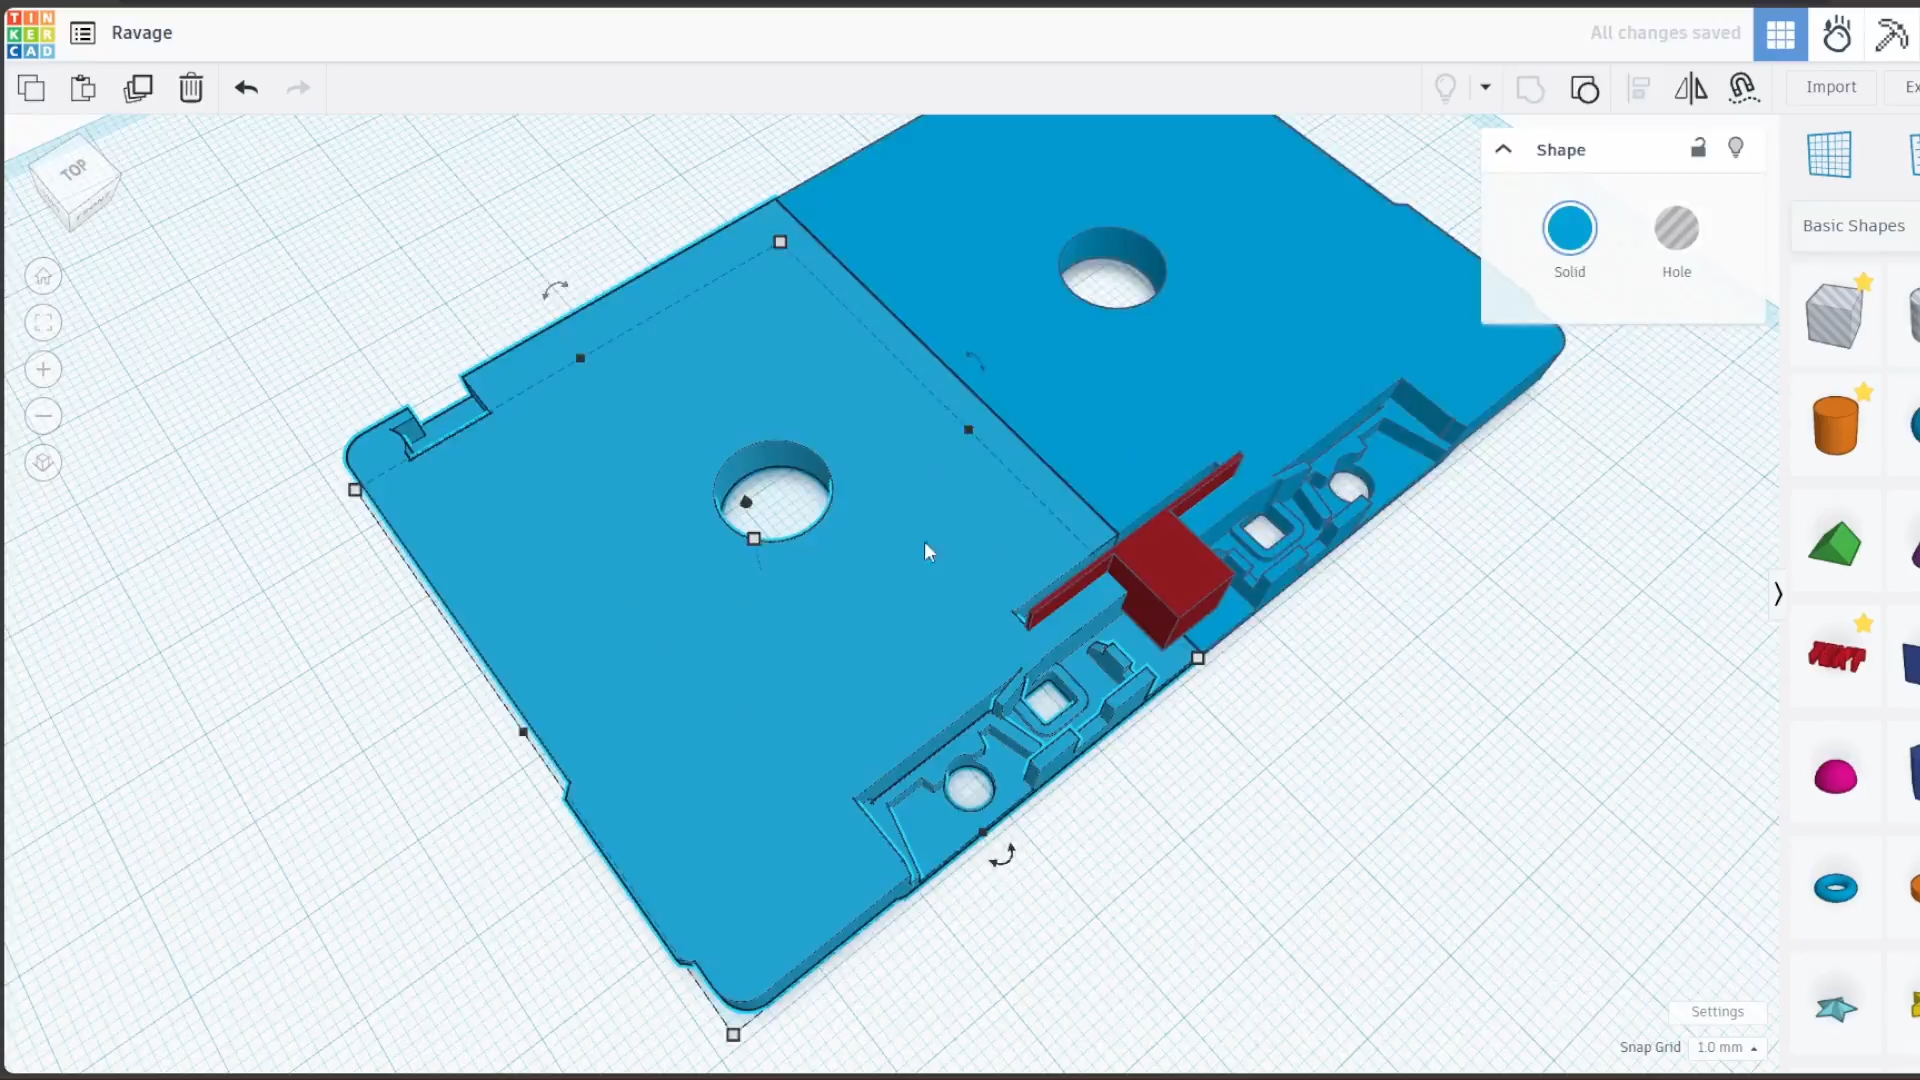 TIN
KER
CAD
Ravage
All changes saved
Import
Ex
TOP
Shape
Solid
Hole
Basic Shapes
Settings
Snap Grid 1.0 mm